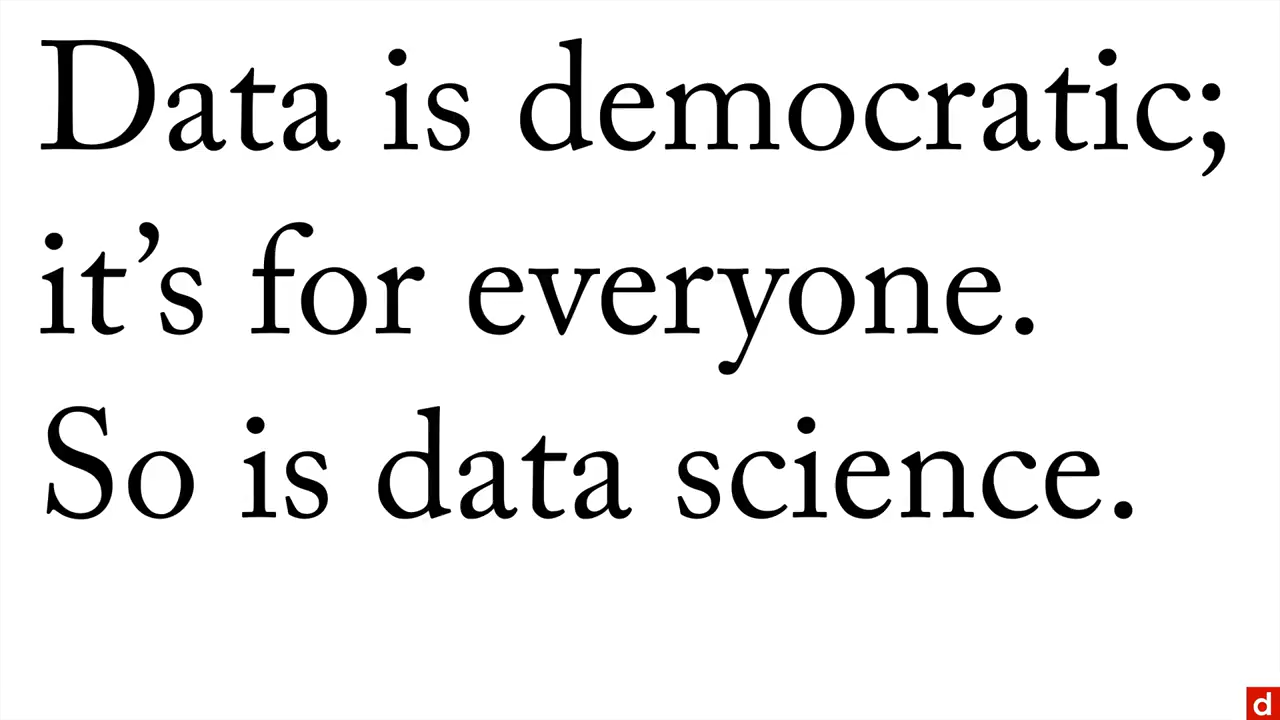 Data is democratic;
it’s for everyone.
So is data science.
d